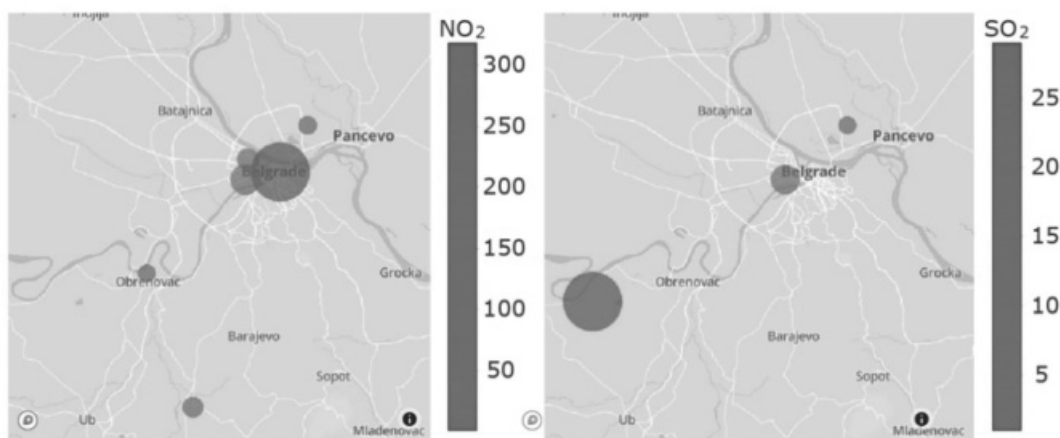 NO₂
300
250
200
150
100
50
Batajnica
Pancevo
Belgrade
Obrenovac
Grocka
Barajevo
Sopot
Ub
Mladenovac
SO₂
25
20
15
10
5
Batajnica
Pancevo
Belgrade
Obrenovac
Grocka
Barajevo
Sopot
Ub
Mladenovac